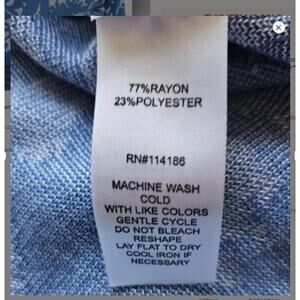 77%RAYON
23%POLYESTER
RN#114186
MACHINE WASH
COLD
WITH LIKE COLORS
GENTLE CYCLE
DO NOT BLEACH
RESHAPE
LAY FLAT TO DRY
COOL IRON IF
NECESSARY